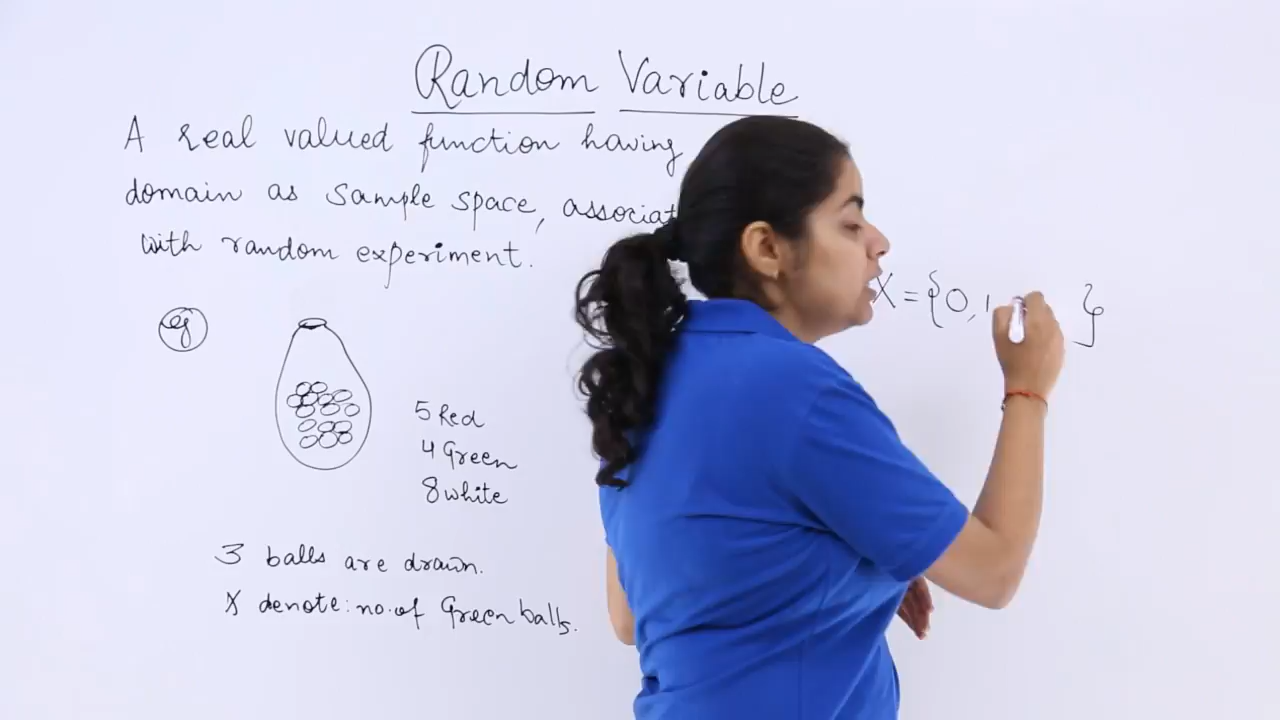 Random Variable
A real valued function having
domain as sample space,
with random experiment.
eg
5 Red
4 Green
8 white
3 balls are drawn.
X denote: no. of Green balls.
X = {0, 1 }